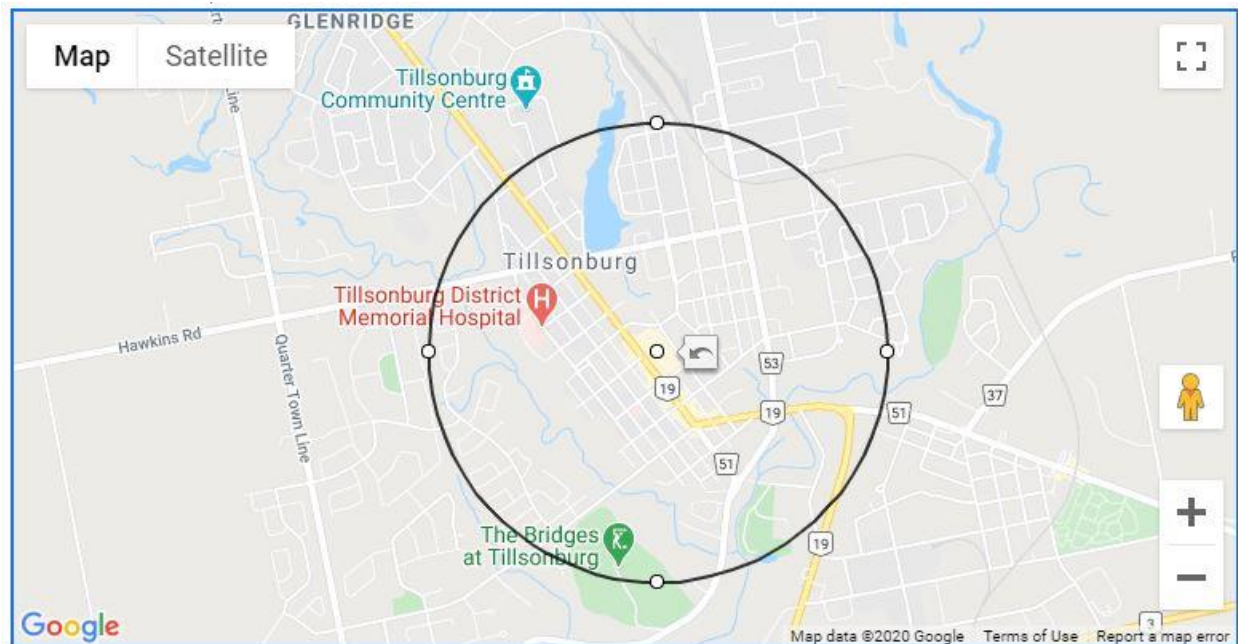 GLENRIDGE
Map
Satellite
Tillsonburg
Community Centre
Line
Tillsonburg
Tillsonburg District
Memorial Hospital
H
Hawkins Rd
Quarter Town Line
53
19
37
19
51
51
The Bridges
at Tillsonburg
19
3
Google
Map data ©2020 Google
Terms of Use
Report a map error